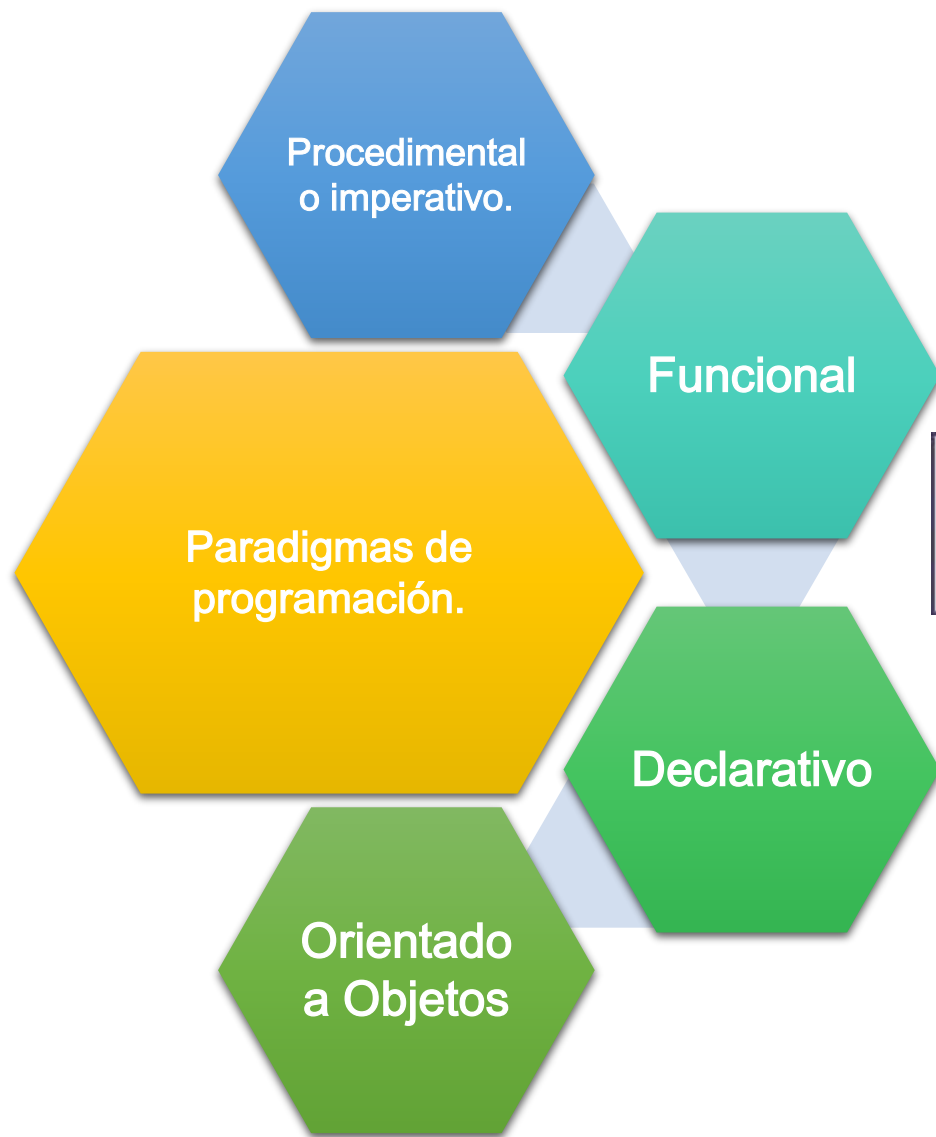 Procedimental
o imperativo.
Funcional
Paradigmas de
programación.
Declarativo
Orientado
a Objetos